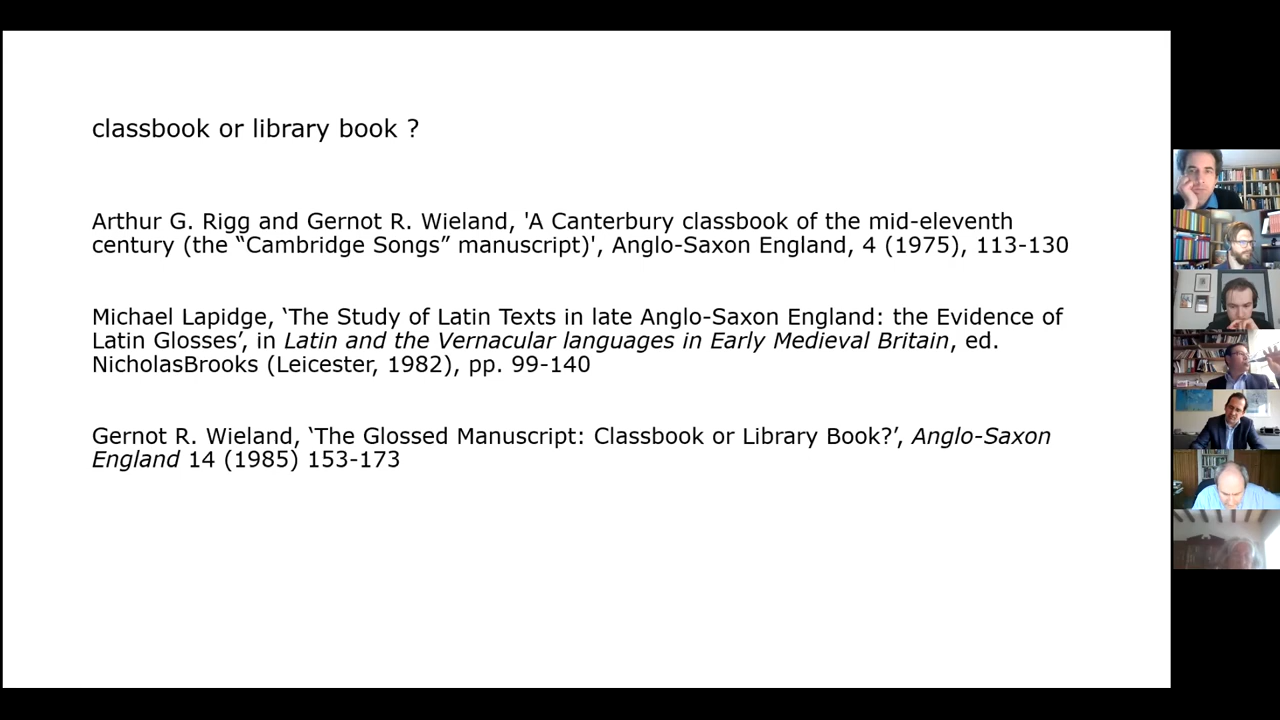 classbook or library book ?
Arthur G. Rigg and Gernot R. Wieland, 'A Canterbury classbook of the mid-eleventh
century (the “Cambridge Songs” manuscript)', Anglo-Saxon England, 4 (1975), 113-130
Michael Lapidge, ‘The Study of Latin Texts in late Anglo-Saxon England: the Evidence of
Latin Glosses’, in Latin and the Vernacular languages in Early Medieval Britain, ed.
NicholasBrooks (Leicester, 1982), pp. 99-140
Gernot R. Wieland, ‘The Glossed Manuscript: Classbook or Library Book?’, Anglo-Saxon
England 14 (1985) 153-173